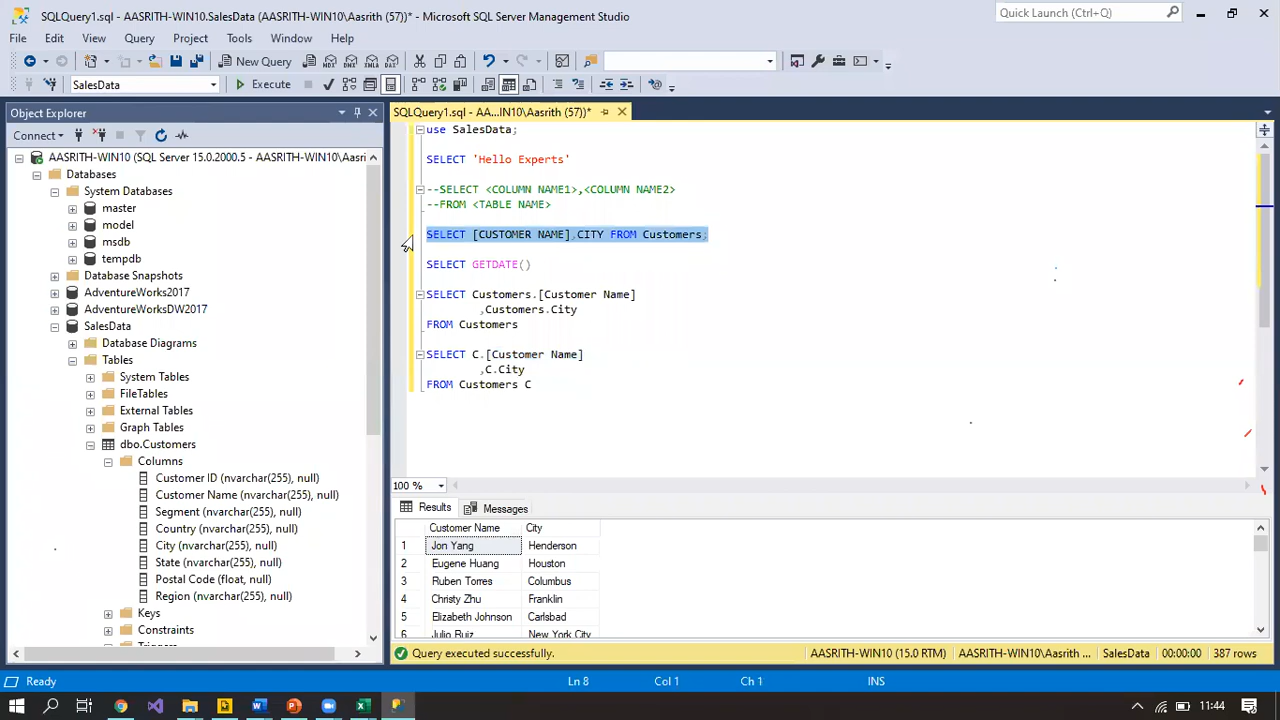 SQLQuery1.sql - AASRITH-WIN10.SalesData (AASRITH-WIN10\Aasrith (57))* - Microsoft SQL Server Management Studio
Quick Launch (Ctrl+Q)
File Edit View Query Project Tools Window Help
New Query
SalesData
Execute
Object Explorer
SQLQuery1.sql - AA...IN10\Aasrith (57))*
Connect
AASRITH-WIN10 (SQL Server 15.0.2000.5 - AASRITH-WIN10\Aasri
Databases
System Databases
master
model
msdb
tempdb
Database Snapshots
AdventureWorks2017
AdventureWorksDW2017
SalesData
Database Diagrams
Tables
System Tables
FileTables
External Tables
Graph Tables
dbo.Customers
Columns
Customer ID (nvarchar(255), null)
Customer Name (nvarchar(255), null)
Segment (nvarchar(255), null)
Country (nvarchar(255), null)
City (nvarchar(255), null)
State (nvarchar(255), null)
Postal Code (float, null)
Region (nvarchar(255), null)
Keys
Constraints
Triggers
use SalesData;
SELECT 'Hello Experts'
--SELECT <COLUMN NAME1>,<COLUMN NAME2>
--FROM <TABLE NAME>
SELECT [CUSTOMER NAME],CITY FROM Customers;
SELECT GETDATE()
SELECT Customers.[Customer Name]
,Customers.City
FROM Customers
SELECT C.[Customer Name]
,C.City
FROM Customers C
100 %
Results Messages
Customer Name City
1 Jon Yang Henderson
2 Eugene Huang Houston
3 Ruben Torres Columbus
4 Christy Zhu Franklin
5 Elizabeth Johnson Carlsbad
6 Julio Ruiz New York City
Query executed successfully. AASRITH-WIN10 (15.0 RTM) AASRITH-WIN10\Aasrith ... SalesData 00:00:00 387 rows
Ready Ln 8 Col 1 Ch 1 INS
11:44